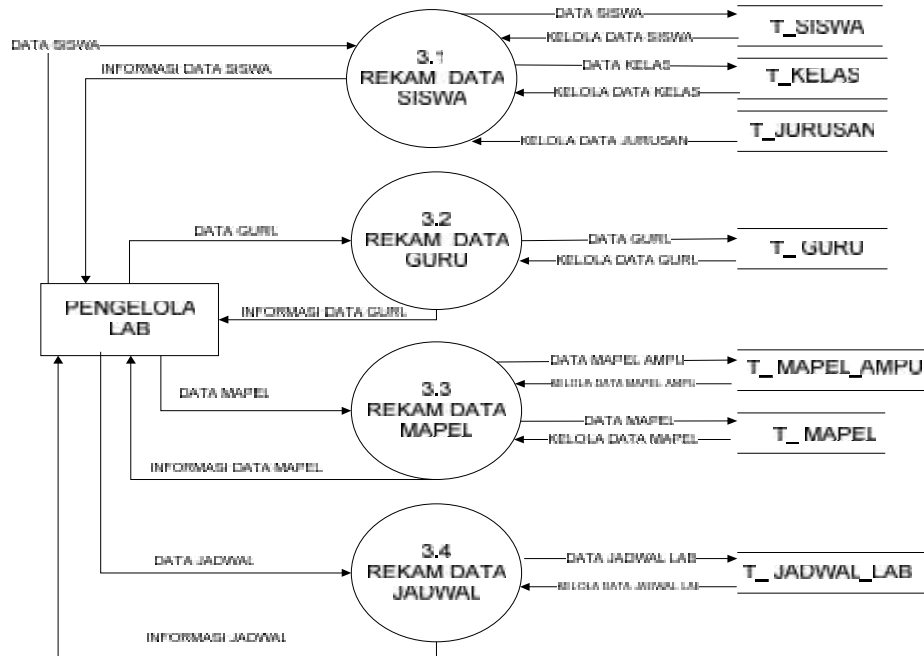 DATA SISWA
T_SISWA
DATA SISWA
KELOLA DATA SISWA
3.1
REKAM DATA
SISWA
INFORMASI DATA SISWA
DATA KELAS
T_KELAS
KELOLA DATA KELAS
T_JURUSAN
KELOLA DATA JURUSAN
3.2
REKAM DATA
GURU
DATA GURU
DATA GURU
T_ GURU
KELOLA DATA GURU
PENGELOLA
LAB
INFORMASI DATA GURU
DATA MAPEL AMPU
T_ MAPEL_AMPU
KELOLA DATA MAPEL AMPU
3.3
REKAM DATA
MAPEL
DATA MAPEL
DATA MAPEL
T_ MAPEL
KELOLA DATA MAPEL
INFORMASI DATA MAPEL
3.4
REKAM DATA
JADWAL
DATA JADWAL
DATA JADWAL LAB
T_ JADWAL_LAB
KELOLA DATA JADWAL LAB
INFORMASI JADWAL